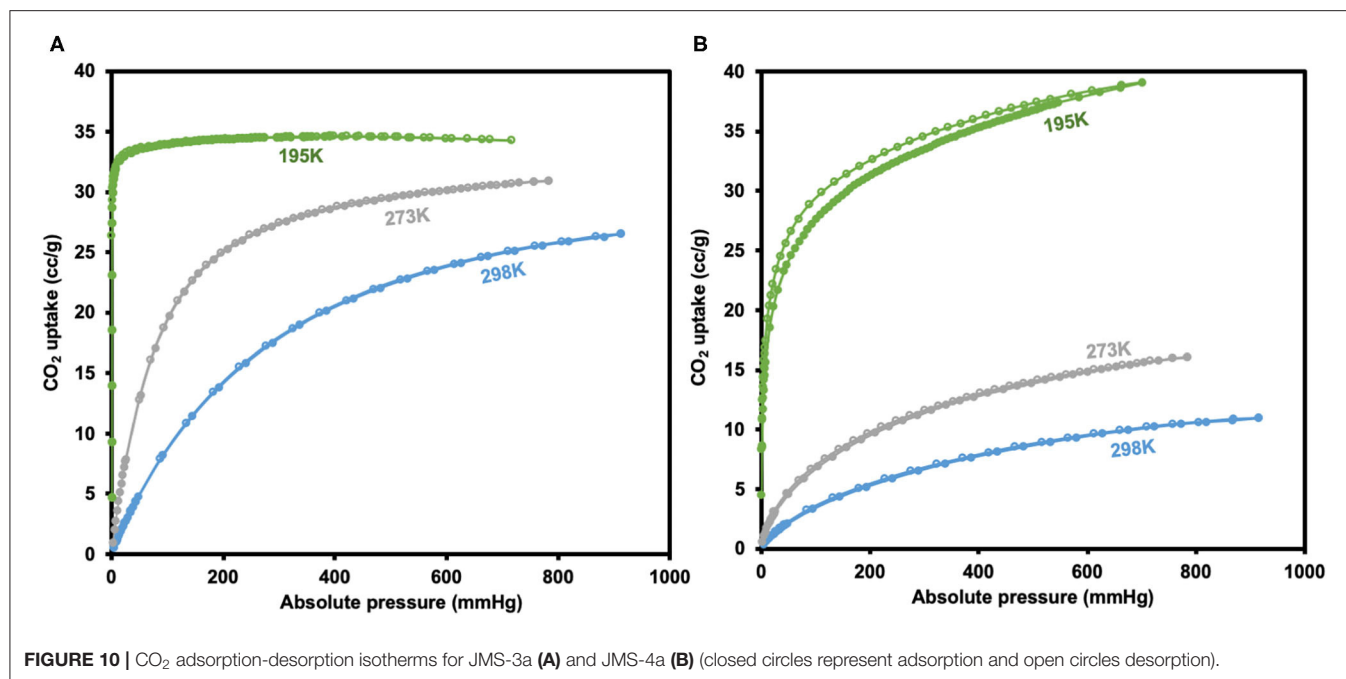 A
40
35
30
25
20
15
10
5
0
CO₂ uptake (cc/g)
195K
273K
298K
0 200 400 600 800 1000
Absolute pressure (mmHg)
B
40
35
30
25
20
15
10
5
0
CO₂ uptake (cc/g)
195K
273K
298K
0 200 400 600 800 1000
Absolute pressure (mmHg)
FIGURE 10 | CO₂ adsorption-desorption isotherms for JMS-3a (A) and JMS-4a (B) (closed circles represent adsorption and open circles desorption).